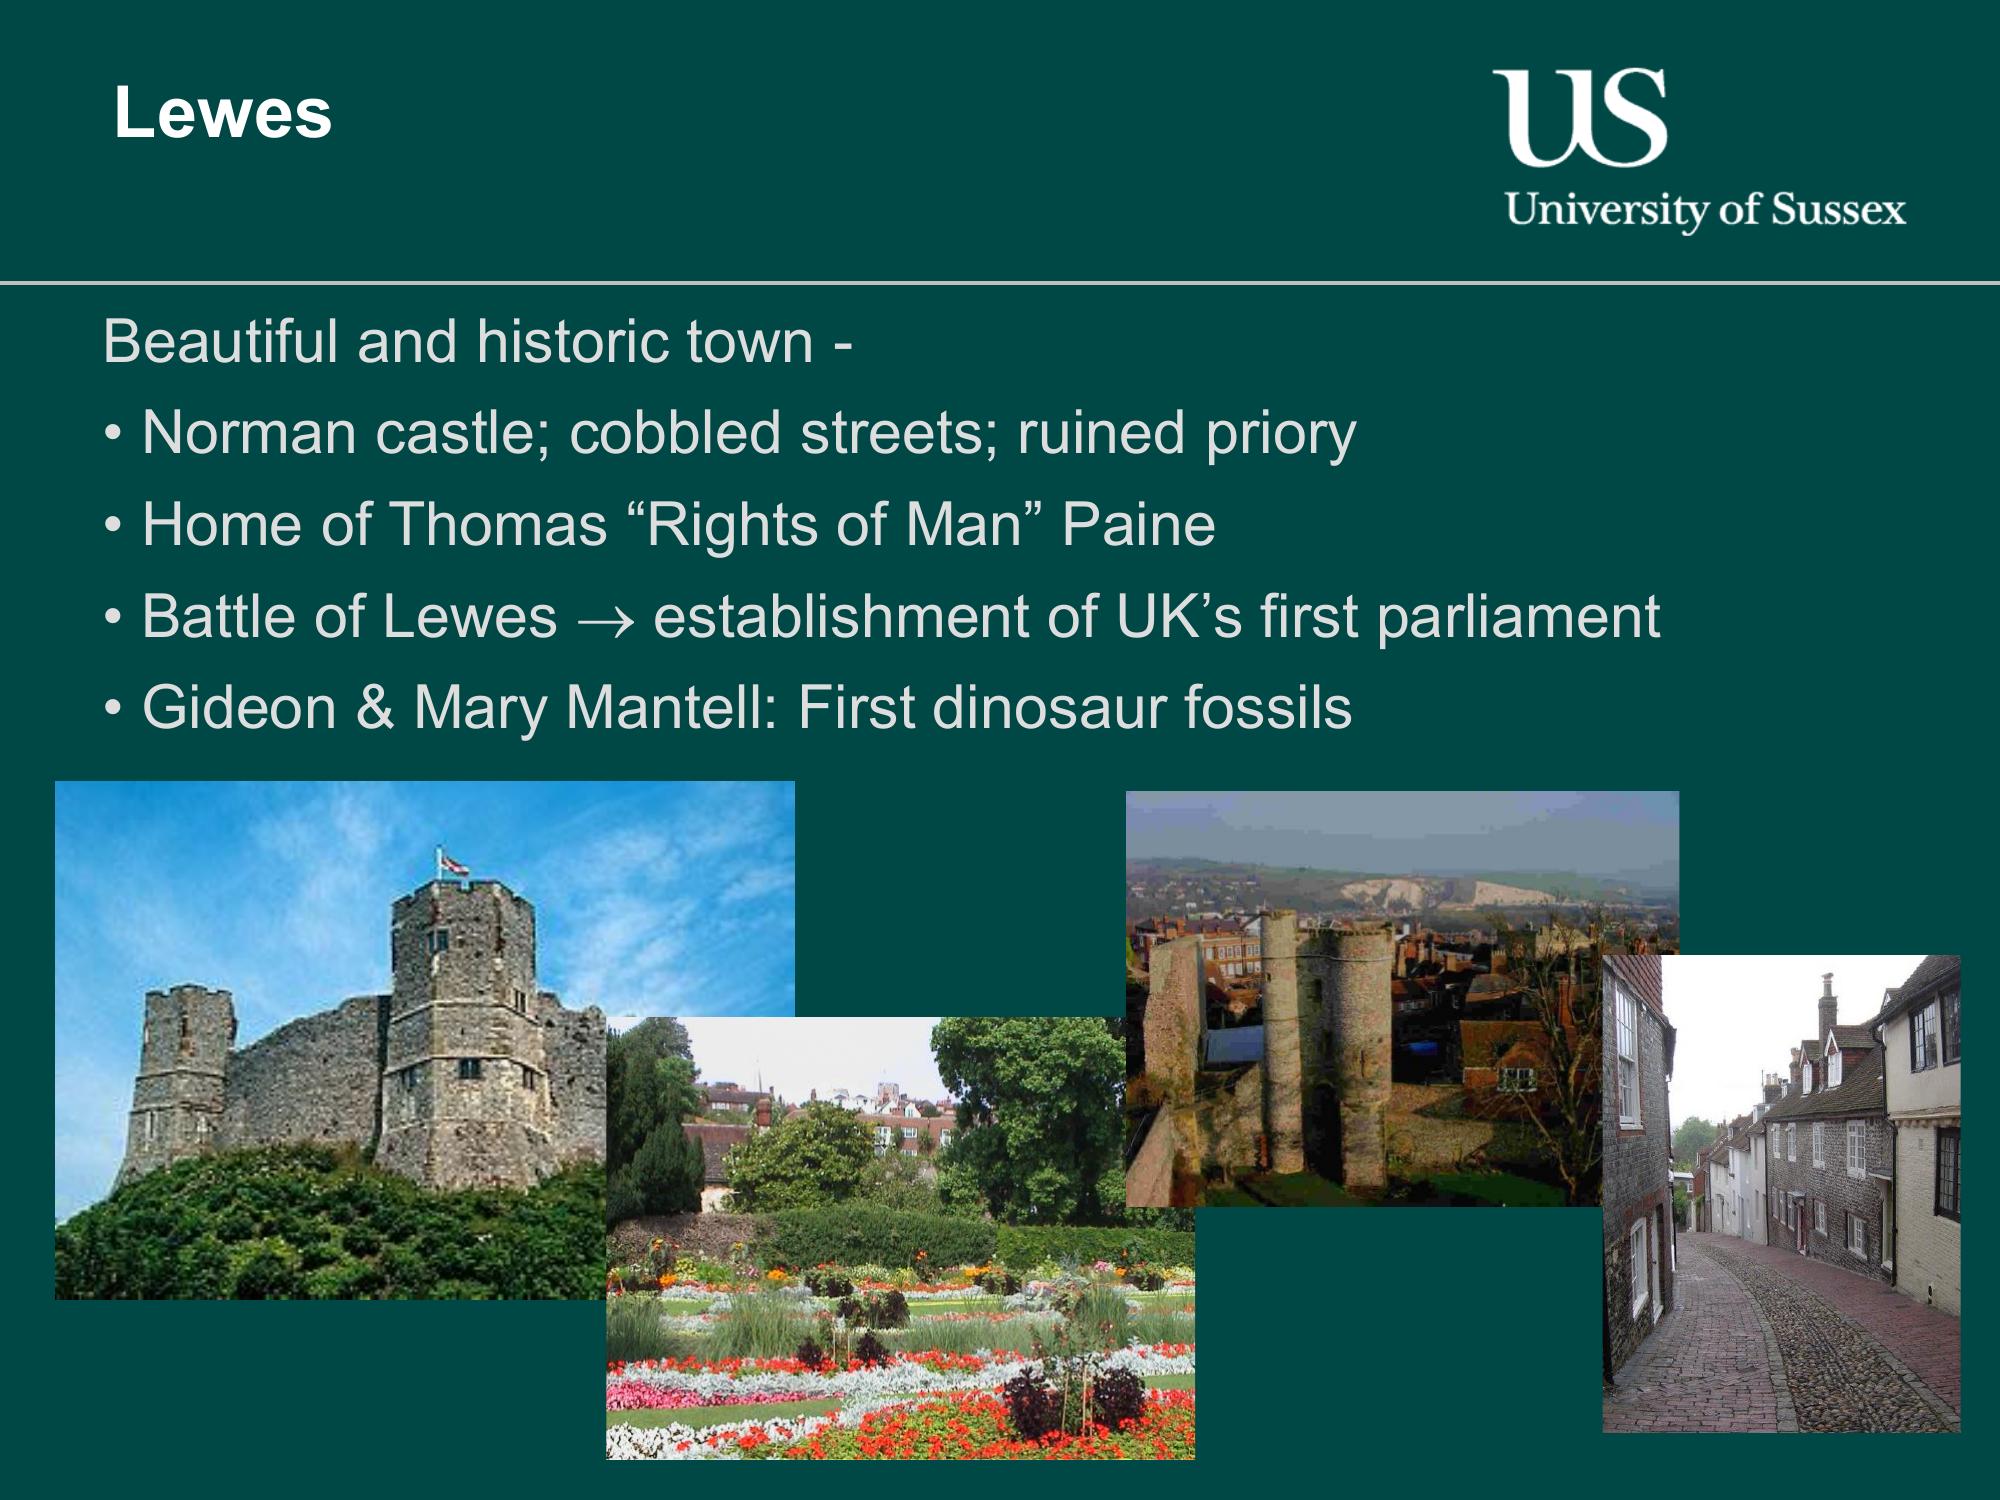 Lewes
US
University of Sussex
Beautiful and historic town -
• Norman castle; cobbled streets; ruined priory
• Home of Thomas “Rights of Man” Paine
• Battle of Lewes → establishment of UK’s first parliament
• Gideon & Mary Mantell: First dinosaur fossils